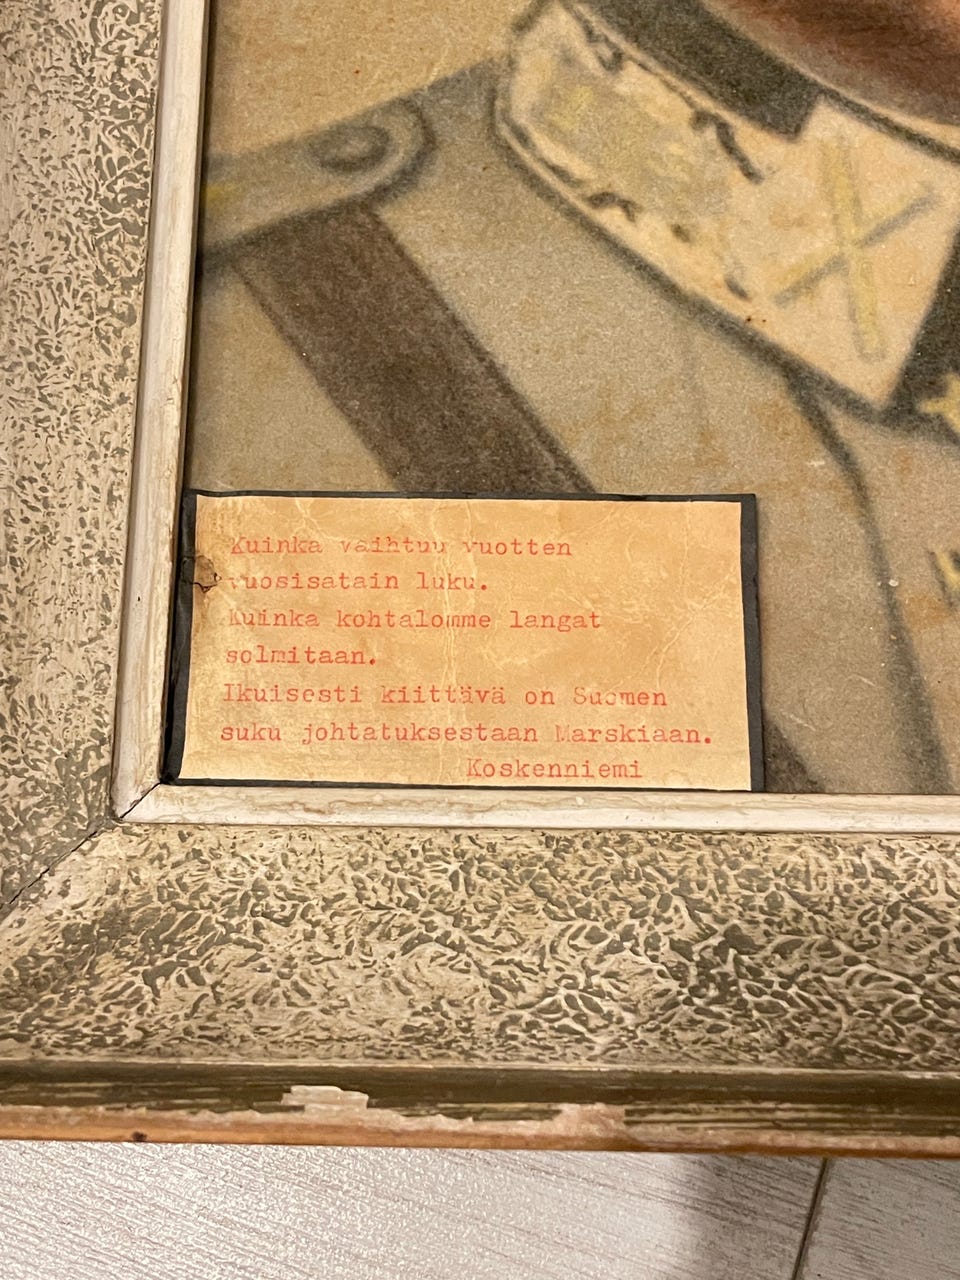 Kuinka vaihtuu vuotten
vuosisatain luku.
Kuinka kohtalomme langat
solmitaan.
Ikuisesti kiittävä on Suomen
suku johtatuksestaan Marskiaan.
Koskenniemi